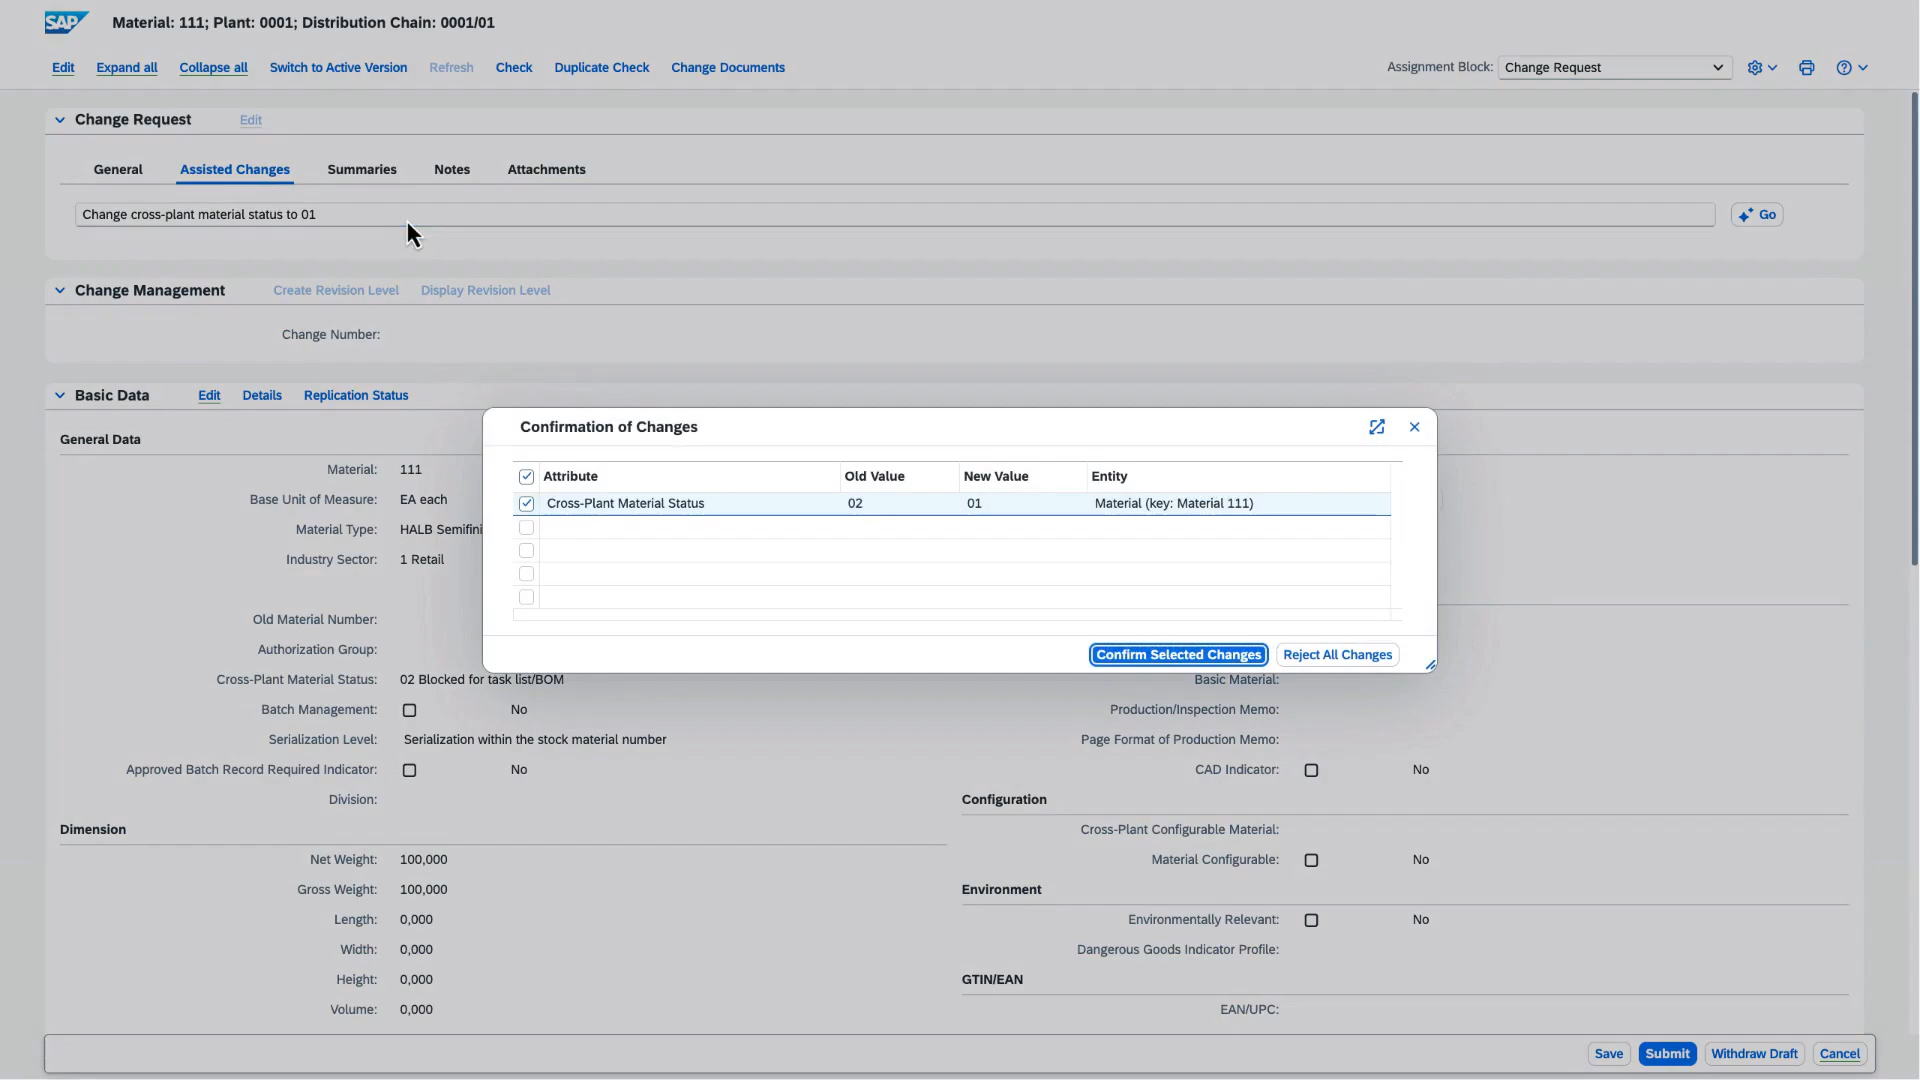 SAP Material: 111; Plant: 0001; Distribution Chain: 0001/01
Edit Expand all Collapse all Switch to Active Version Refresh Check Duplicate Check Change Documents Assignment Block: Change Request
Change Request Edit
General Assisted Changes Summaries Notes Attachments
Change cross-plant material status to 01 Go
Change Management Create Revision Level Display Revision Level
Change Number:
Basic Data Edit Details Replication Status
Confirmation of Changes
Attribute Old Value New Value Entity
Cross-Plant Material Status 02 01 Material (key: Material 111)
Confirm Selected Changes Reject All Changes
General Data
Material: 111
Base Unit of Measure: EA each
Material Type: HALB Semifini
Industry Sector: 1 Retail
Old Material Number:
Authorization Group:
Cross-Plant Material Status: 02 Blocked for task list/BOM
Batch Management: No
Serialization Level: Serialization within the stock material number
Approved Batch Record Required Indicator: No
Division:
Dimension
Net Weight: 100,000
Gross Weight: 100,000
Length: 0,000
Width: 0,000
Height: 0,000
Volume: 0,000
Basic Material:
Production/Inspection Memo:
Page Format of Production Memo:
CAD Indicator: No
Configuration
Cross-Plant Configurable Material:
Material Configurable: No
Environment
Environmentally Relevant: No
Dangerous Goods Indicator Profile:
GTIN/EAN
EAN/UPC:
Save Submit Withdraw Draft Cancel